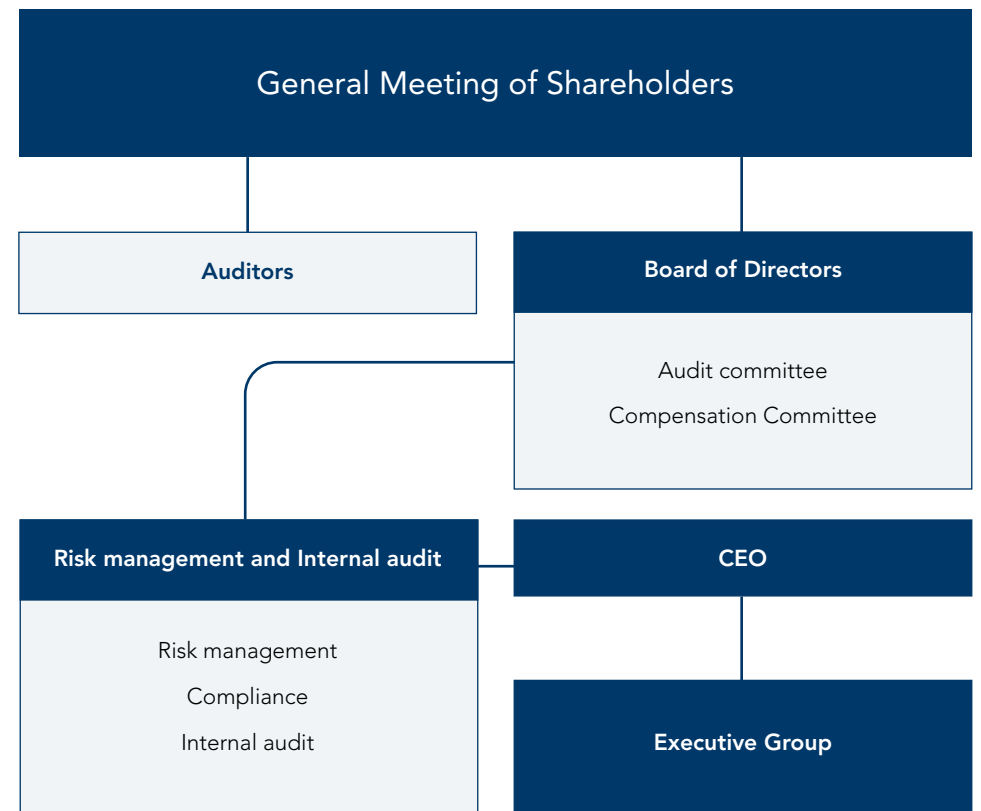 General Meeting of Shareholders
Auditors
Board of Directors
Audit committee
Compensation Committee
Risk management and Internal audit
Risk management
Compliance
Internal audit
CEO
Executive Group